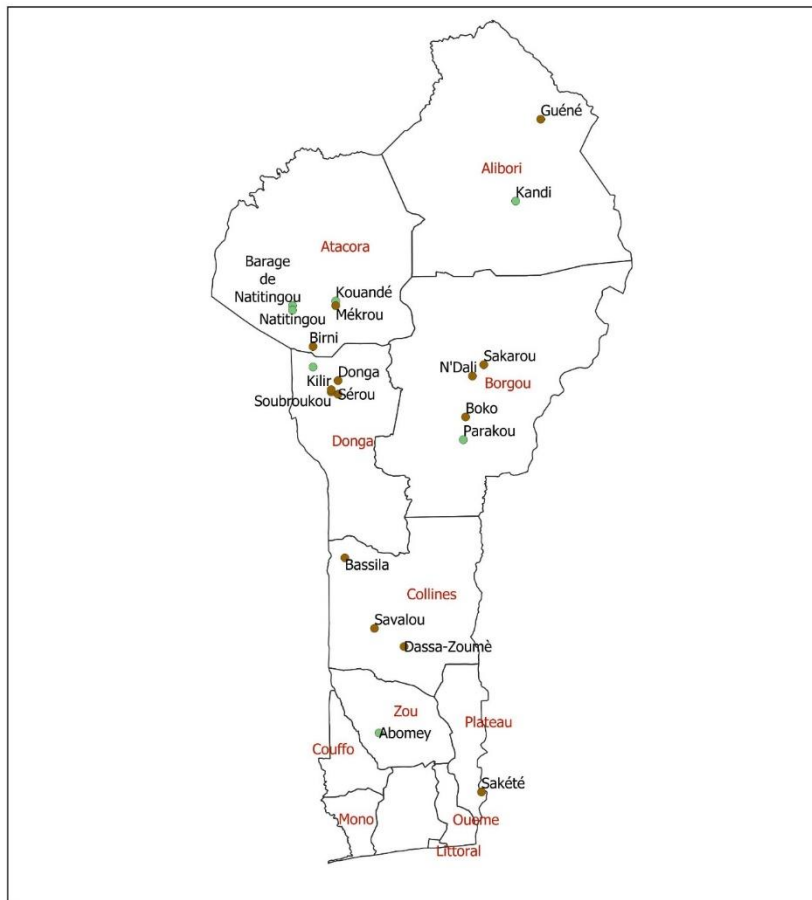 Guéné
Alibori
Kandi
Atacora
Barage
de
Natitingou
Kouandé
Natitingou
Mékrou
Birni
Sakarou
N'Dali
Donga
Kilir
Borgou
Soubroukou
Sérou
Boko
Parakou
Donga
Bassila
Collines
Savalou
Dassa-Zoumè
Zou
Plateau
Abomey
Couffo
Sakété
Mono
Oueme
Littoral